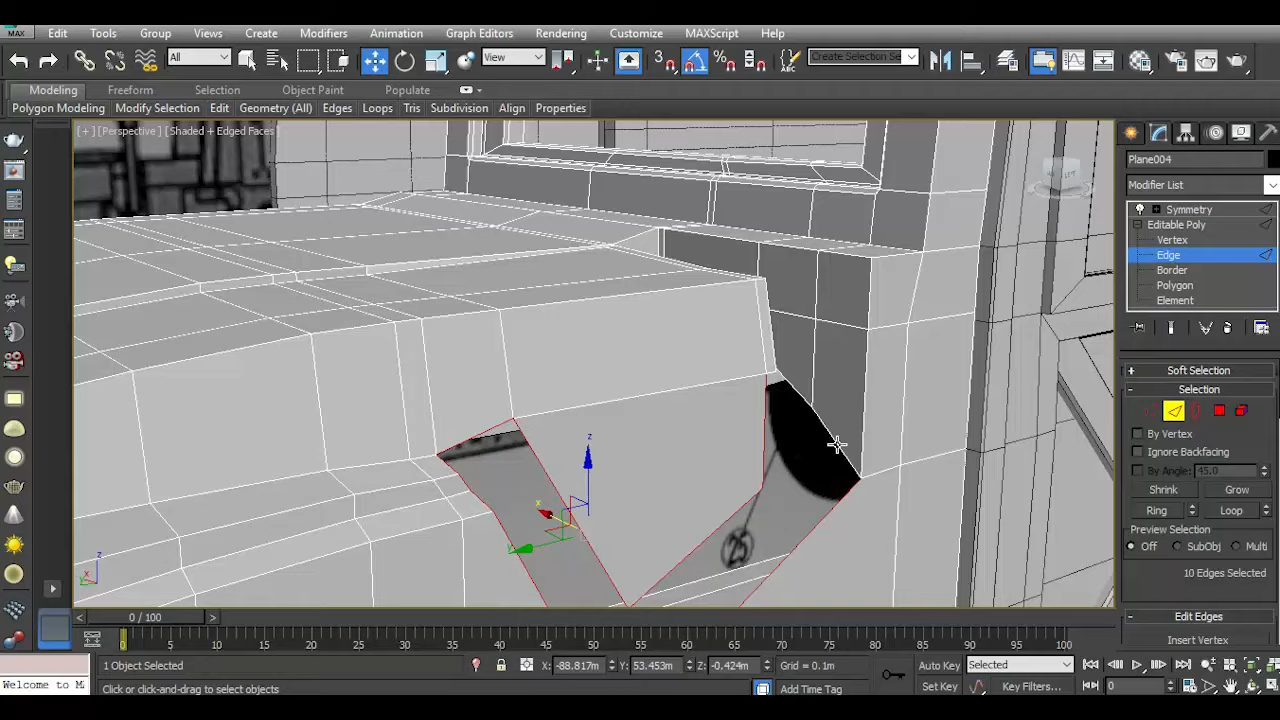 MAX Edit Tools Group Views Create Modifiers Animation Graph Editors Rendering Customize MAXScript Help
All View 3 % ABC Create Selection Se
Modeling Freeform Selection Object Paint Populate
Polygon Modeling Modify Selection Edit Geometry (All) Edges Loops Tris Subdivision Align Properties
[ + ] [Perspective] [Shaded + Edged Faces]
LEFT
Plane004
Modifier List
Symmetry
Editable Poly
Vertex
Edge
Border
Polygon
Element
+ Soft Selection
- Selection
By Vertex
Ignore Backfacing
By Angle: 45.0
Shrink Grow
Ring Loop
Preview Selection
Off SubObj Multi
10 Edges Selected
- Edit Edges
Insert Vertex
z
x
y
25
z
x
y
< 0 / 100 >
0 5 10 15 20 25 30 35 40 45 50 55 60 65 70 75 80 85 90 95 100
1 Object Selected X: -88.817m Y: 53.453m Z: -0.424m Grid = 0.1m Auto Key Selected
Welcome to M Click or click-and-drag to select objects Add Time Tag Set Key Key Filters... 0